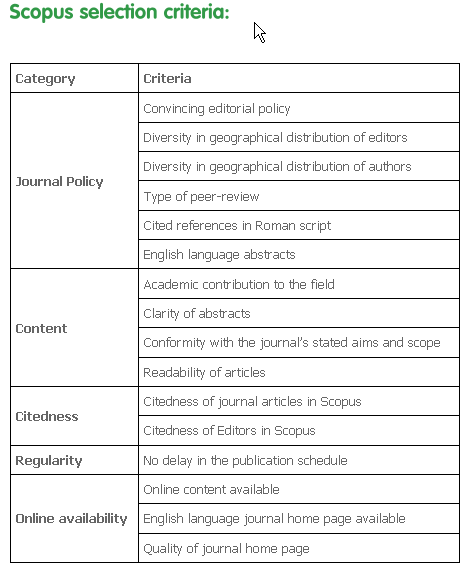 Scopus selection criteria:
Category
Criteria
Journal Policy
Convincing editorial policy
Diversity in geographical distribution of editors
Diversity in geographical distribution of authors
Type of peer-review
Cited references in Roman script
English language abstracts
Content
Academic contribution to the field
Clarity of abstracts
Conformity with the journal's stated aims and scope
Readability of articles
Citedness
Citedness of journal articles in Scopus
Citedness of Editors in Scopus
Regularity
No delay in the publication schedule
Online availability
Online content available
English language journal home page available
Quality of journal home page